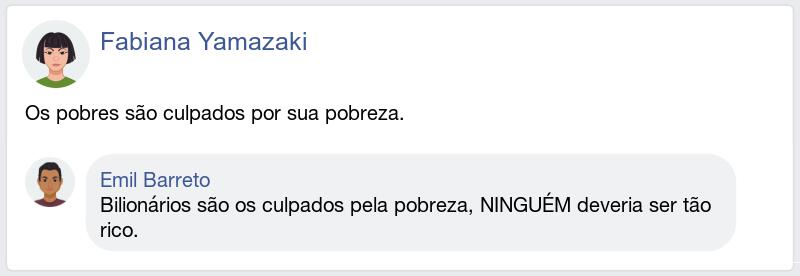 Fabiana Yamazaki
Os pobres são culpados por sua pobreza.
Emil Barreto
Bilionários são os culpados pela pobreza, NINGUÉM deveria ser tão
rico.